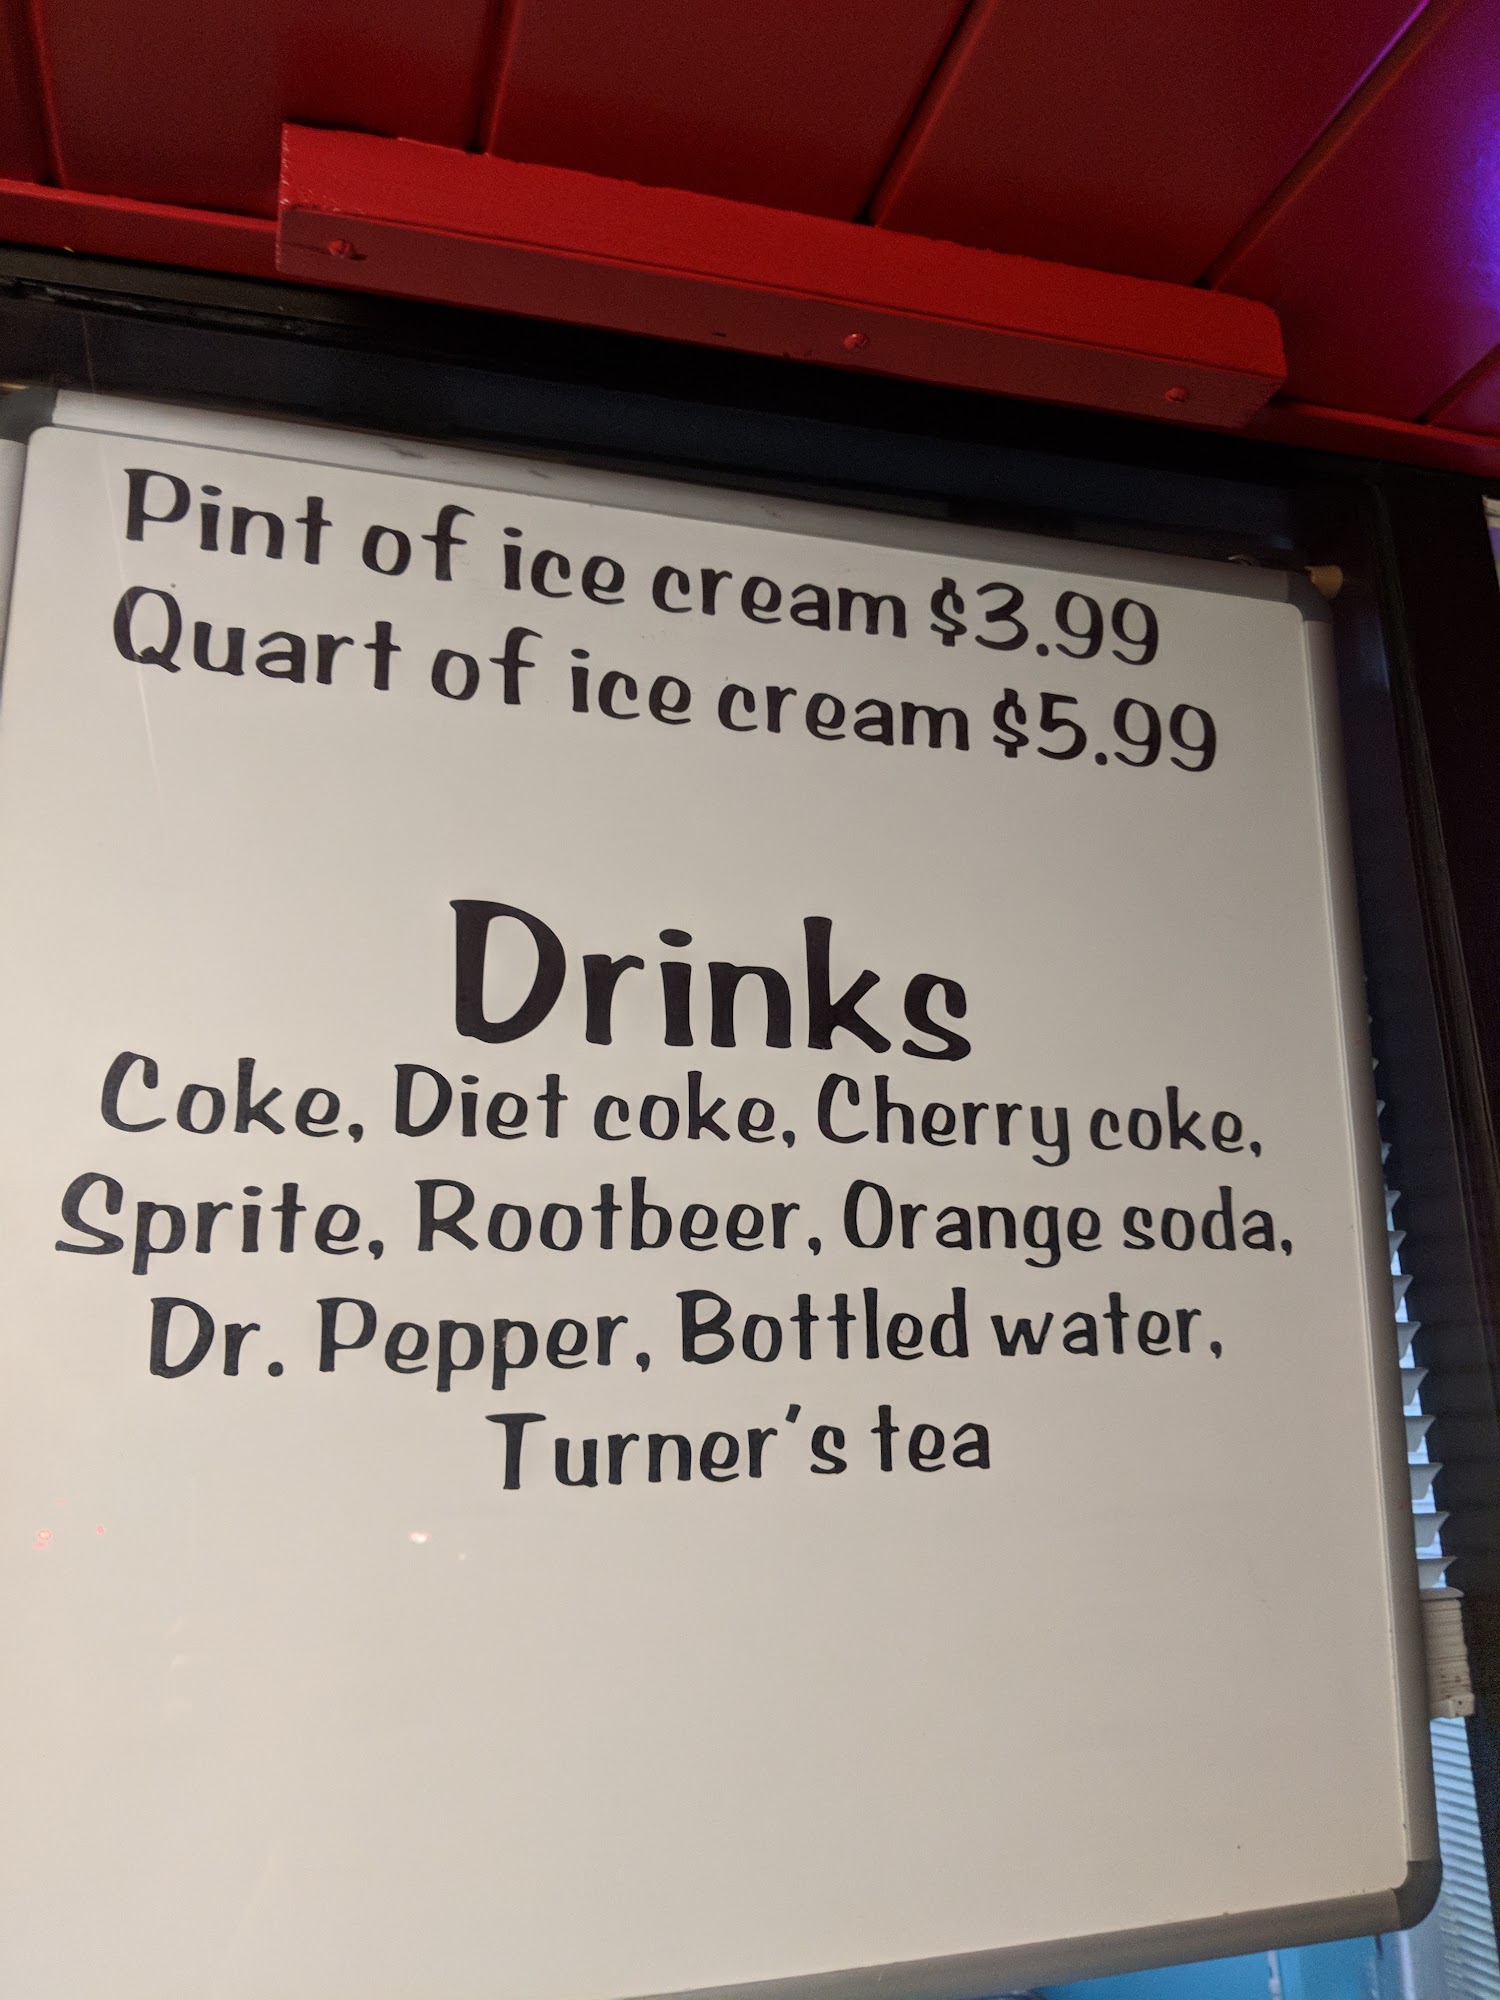 Pint of ice cream $3.99
Quart of ice cream $5.99
Drinks
Coke, Diet coke, Cherry coke,
Sprite, Rootbeer, Orange soda,
Dr. Pepper, Bottled water,
Turner's tea